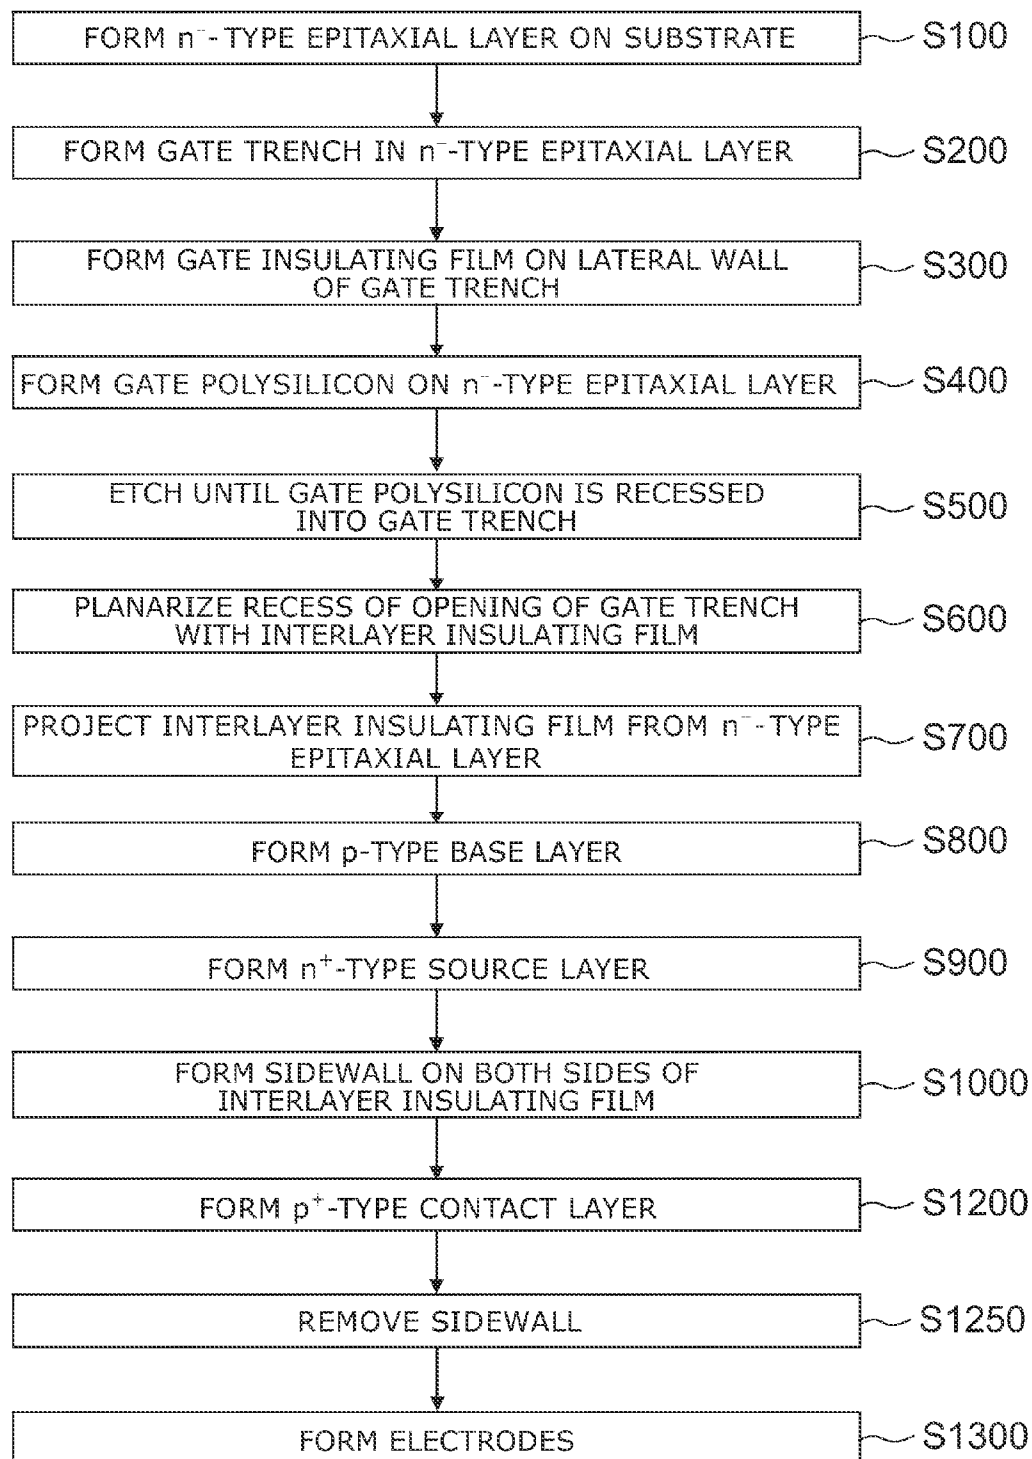 FORM n⁻-TYPE EPITAXIAL LAYER ON SUBSTRATE S100
FORM GATE TRENCH IN n⁻-TYPE EPITAXIAL LAYER S200
FORM GATE INSULATING FILM ON LATERAL WALL
OF GATE TRENCH S300
FORM GATE POLYSILICON ON n⁻-TYPE EPITAXIAL LAYER S400
ETCH UNTIL GATE POLYSILICON IS RECESSED
INTO GATE TRENCH S500
PLANARIZE RECESS OF OPENING OF GATE TRENCH
WITH INTERLAYER INSULATING FILM S600
PROJECT INTERLAYER INSULATING FILM FROM n⁻-TYPE
EPITAXIAL LAYER S700
FORM p-TYPE BASE LAYER S800
FORM n⁺-TYPE SOURCE LAYER S900
FORM SIDEWALL ON BOTH SIDES OF
INTERLAYER INSULATING FILM S1000
FORM p⁺-TYPE CONTACT LAYER S1200
REMOVE SIDEWALL S1250
FORM ELECTRODES S1300